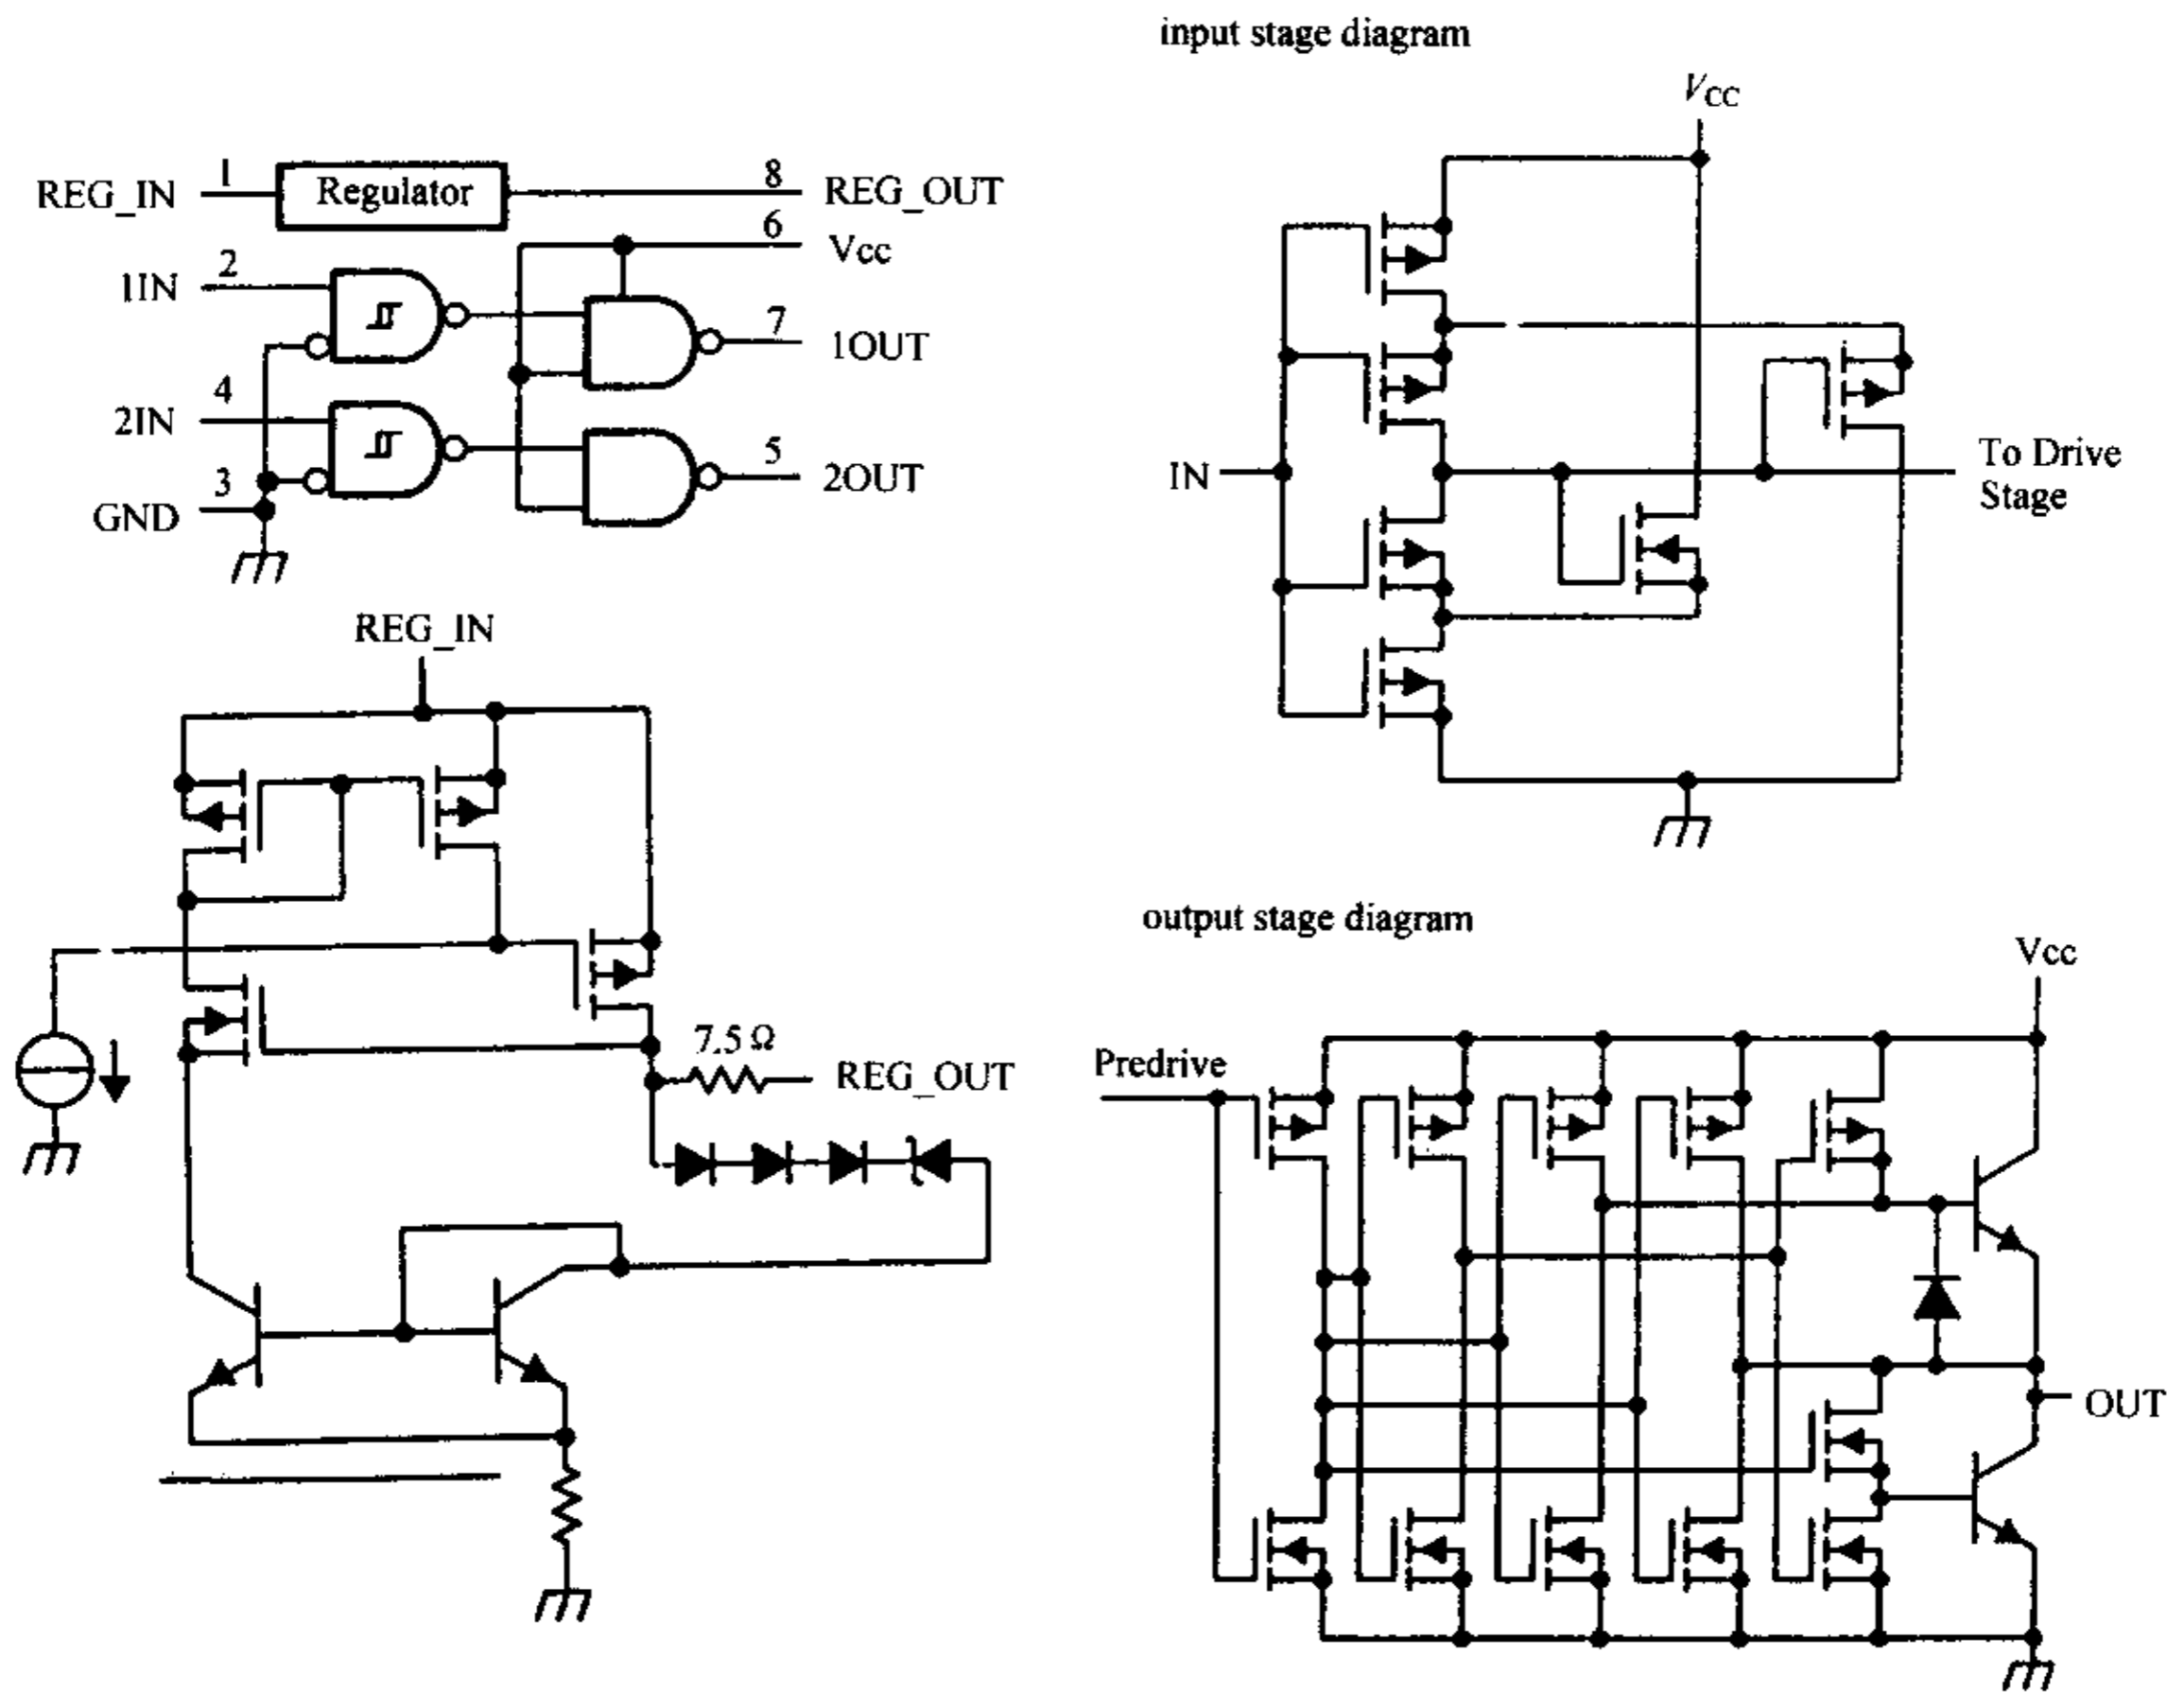 input stage diagram
V_CC
REG_IN 1 Regulator 8 REG_OUT
6 Vcc
1IN 2
7 1OUT
2IN 4
5 2OUT
GND 3
IN
To Drive
Stage
REG_IN
7.5 Ω
REG_OUT
output stage diagram
Vcc
Predrive
OUT